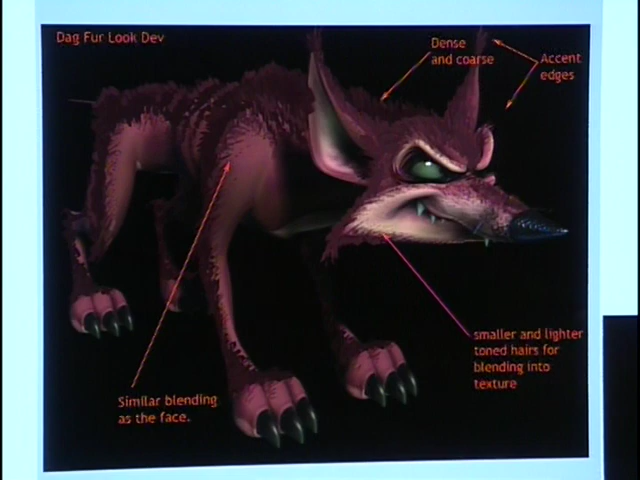 Dag Fur Look Dev
Dense
and coarse
Accent
edges
smaller and lighter
toned hairs for
blending into
texture
Similar blending
as the face.